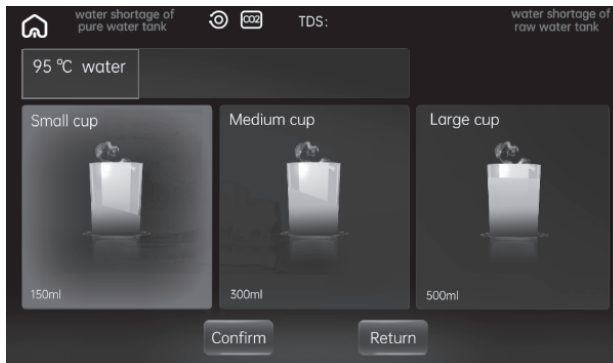 water shortage of
pure water tank
CO2
TDS:
water shortage of
raw water tank
95 ℃ water
Small cup
Medium cup
Large cup
150ml
300ml
500ml
Confirm
Return